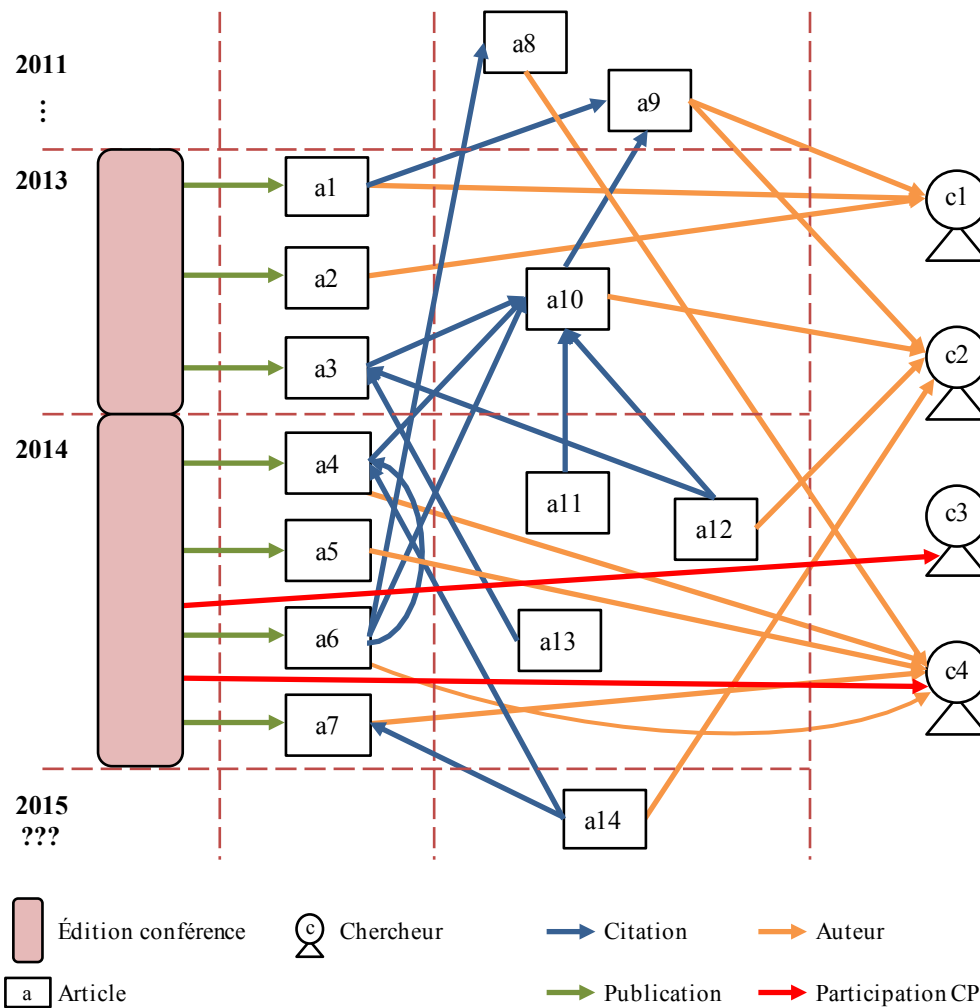 a8
2011
⋮
a9
2013
a1
c1
a2
a10
c2
a3
2014
a4
a11
c3
a12
a5
a6
a13
c4
a7
2015
???
a14
Édition conférence
c
Chercheur
Citation
Auteur
a
Article
Publication
Participation CP